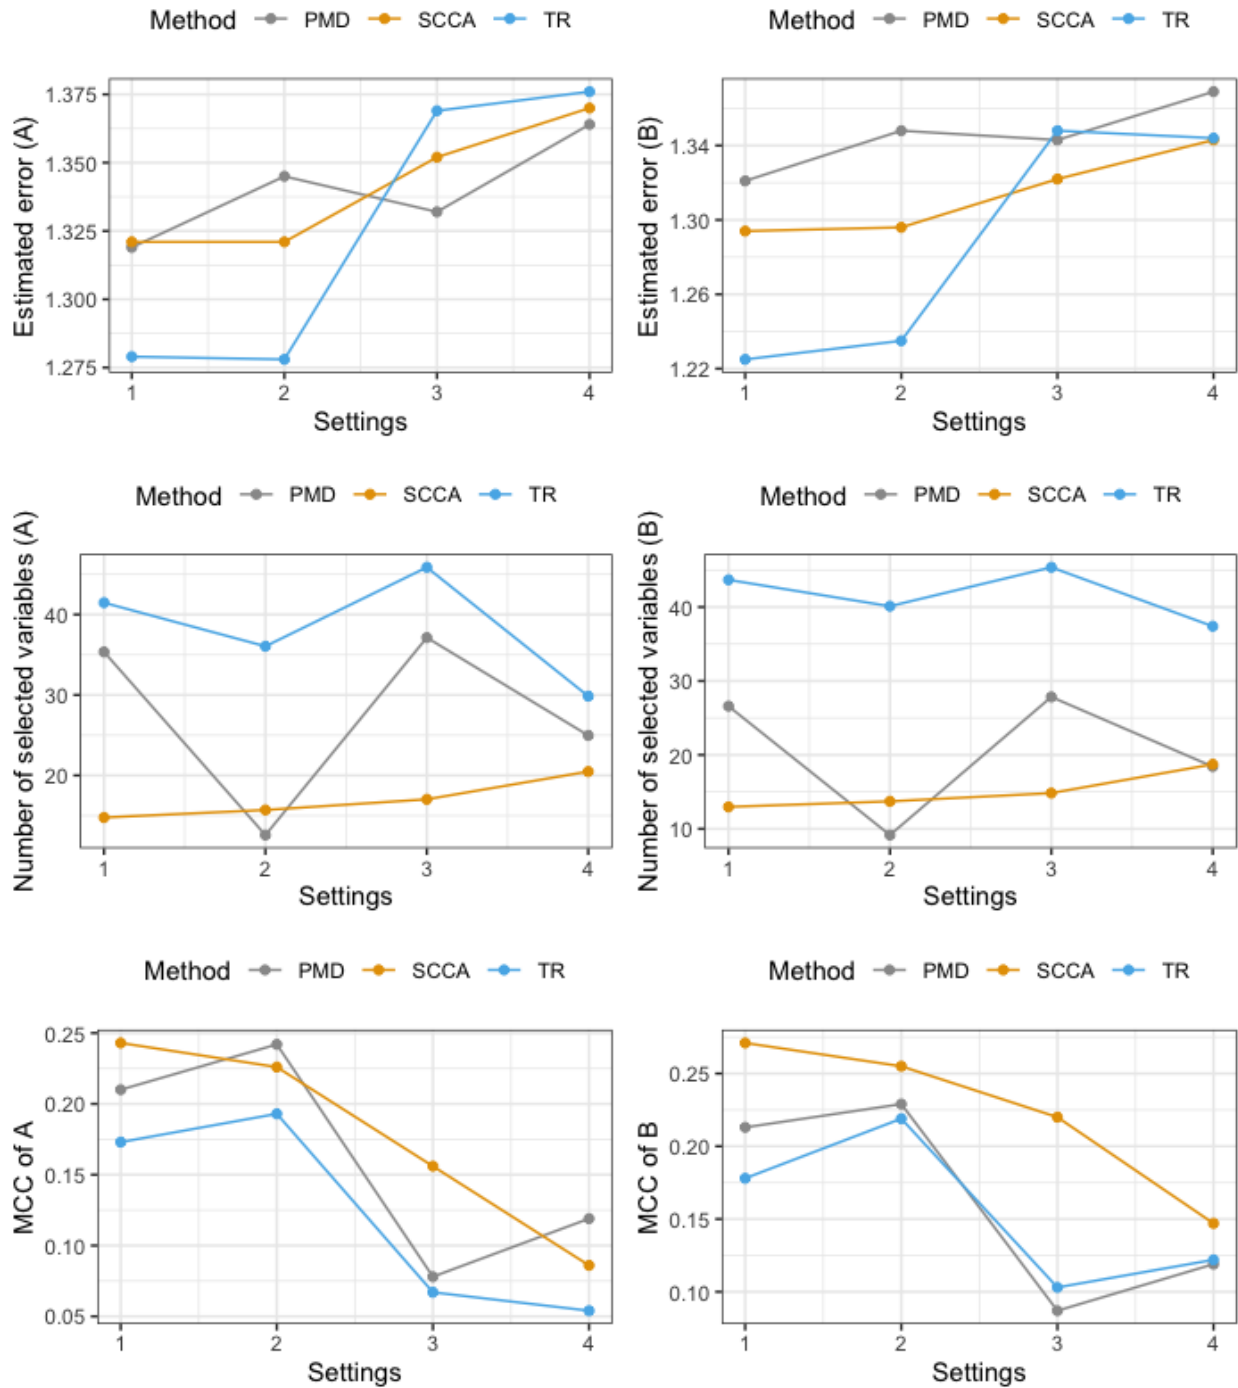 Method PMD SCCA TR
Estimated error (A)
1.375
1.350
1.325
1.300
1.275
1 2 3 4
Settings
Method PMD SCCA TR
Estimated error (B)
1.34
1.30
1.26
1.22
1 2 3 4
Settings
Method PMD SCCA TR
Number of selected variables (A)
40
30
20
1 2 3 4
Settings
Method PMD SCCA TR
Number of selected variables (B)
40
30
20
10
1 2 3 4
Settings
Method PMD SCCA TR
MCC of A
0.25
0.20
0.15
0.10
0.05
1 2 3 4
Settings
Method PMD SCCA TR
MCC of B
0.25
0.20
0.15
0.10
1 2 3 4
Settings